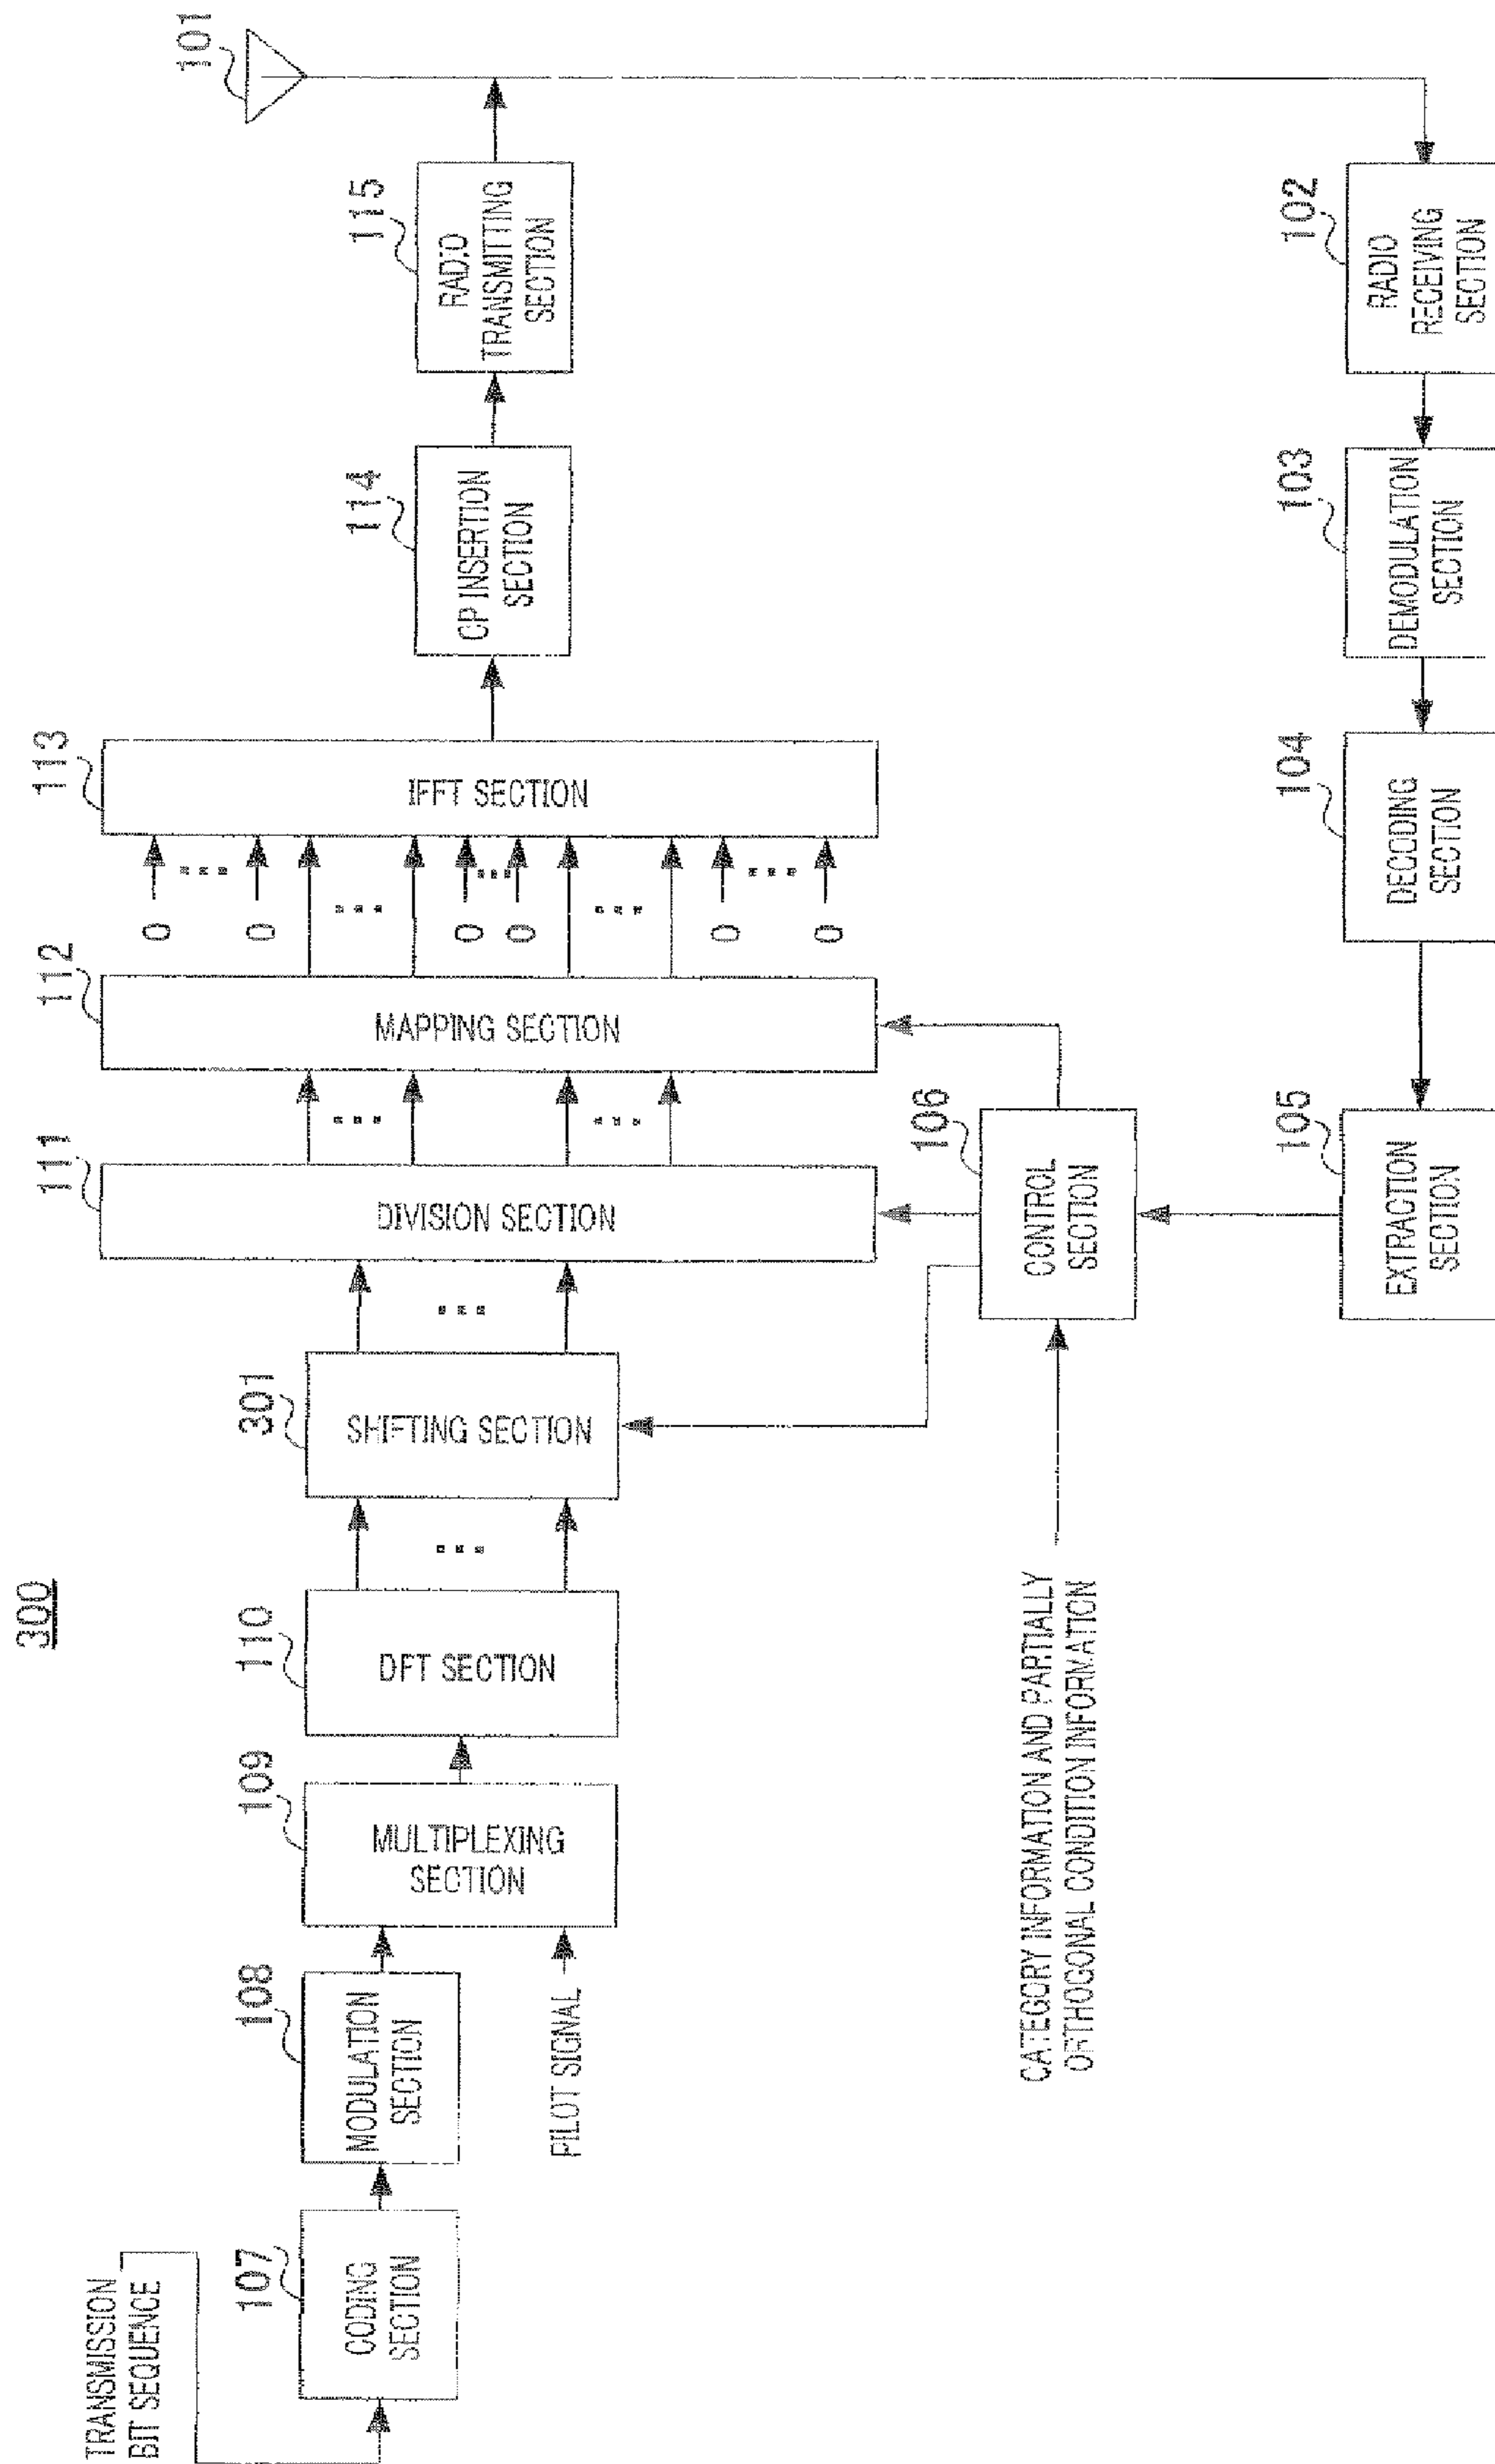 300
TRANSMISSION
BIT SEQUENCE
107
CODING
SECTION
108
MODULATION
SECTION
PILOT SIGNAL
109
MULTIPLEXING
SECTION
110
DFT SECTION
301
SHIFTING SECTION
...
...
111
DIVISION SECTION
...
...
112
MAPPING SECTION
0
...
0
...
0
...
0
...
0
...
0
113
IFFT SECTION
114
CP INSERTION
SECTION
115
RADIO
TRANSMITTING
SECTION
101
CATEGORY INFORMATION AND PARTIALLY
ORTHOGONAL CONDITION INFORMATION
106
CONTROL
SECTION
105
EXTRACTION
SECTION
104
DECODING
SECTION
103
DEMODULATION
SECTION
102
RADIO
RECEIVING
SECTION